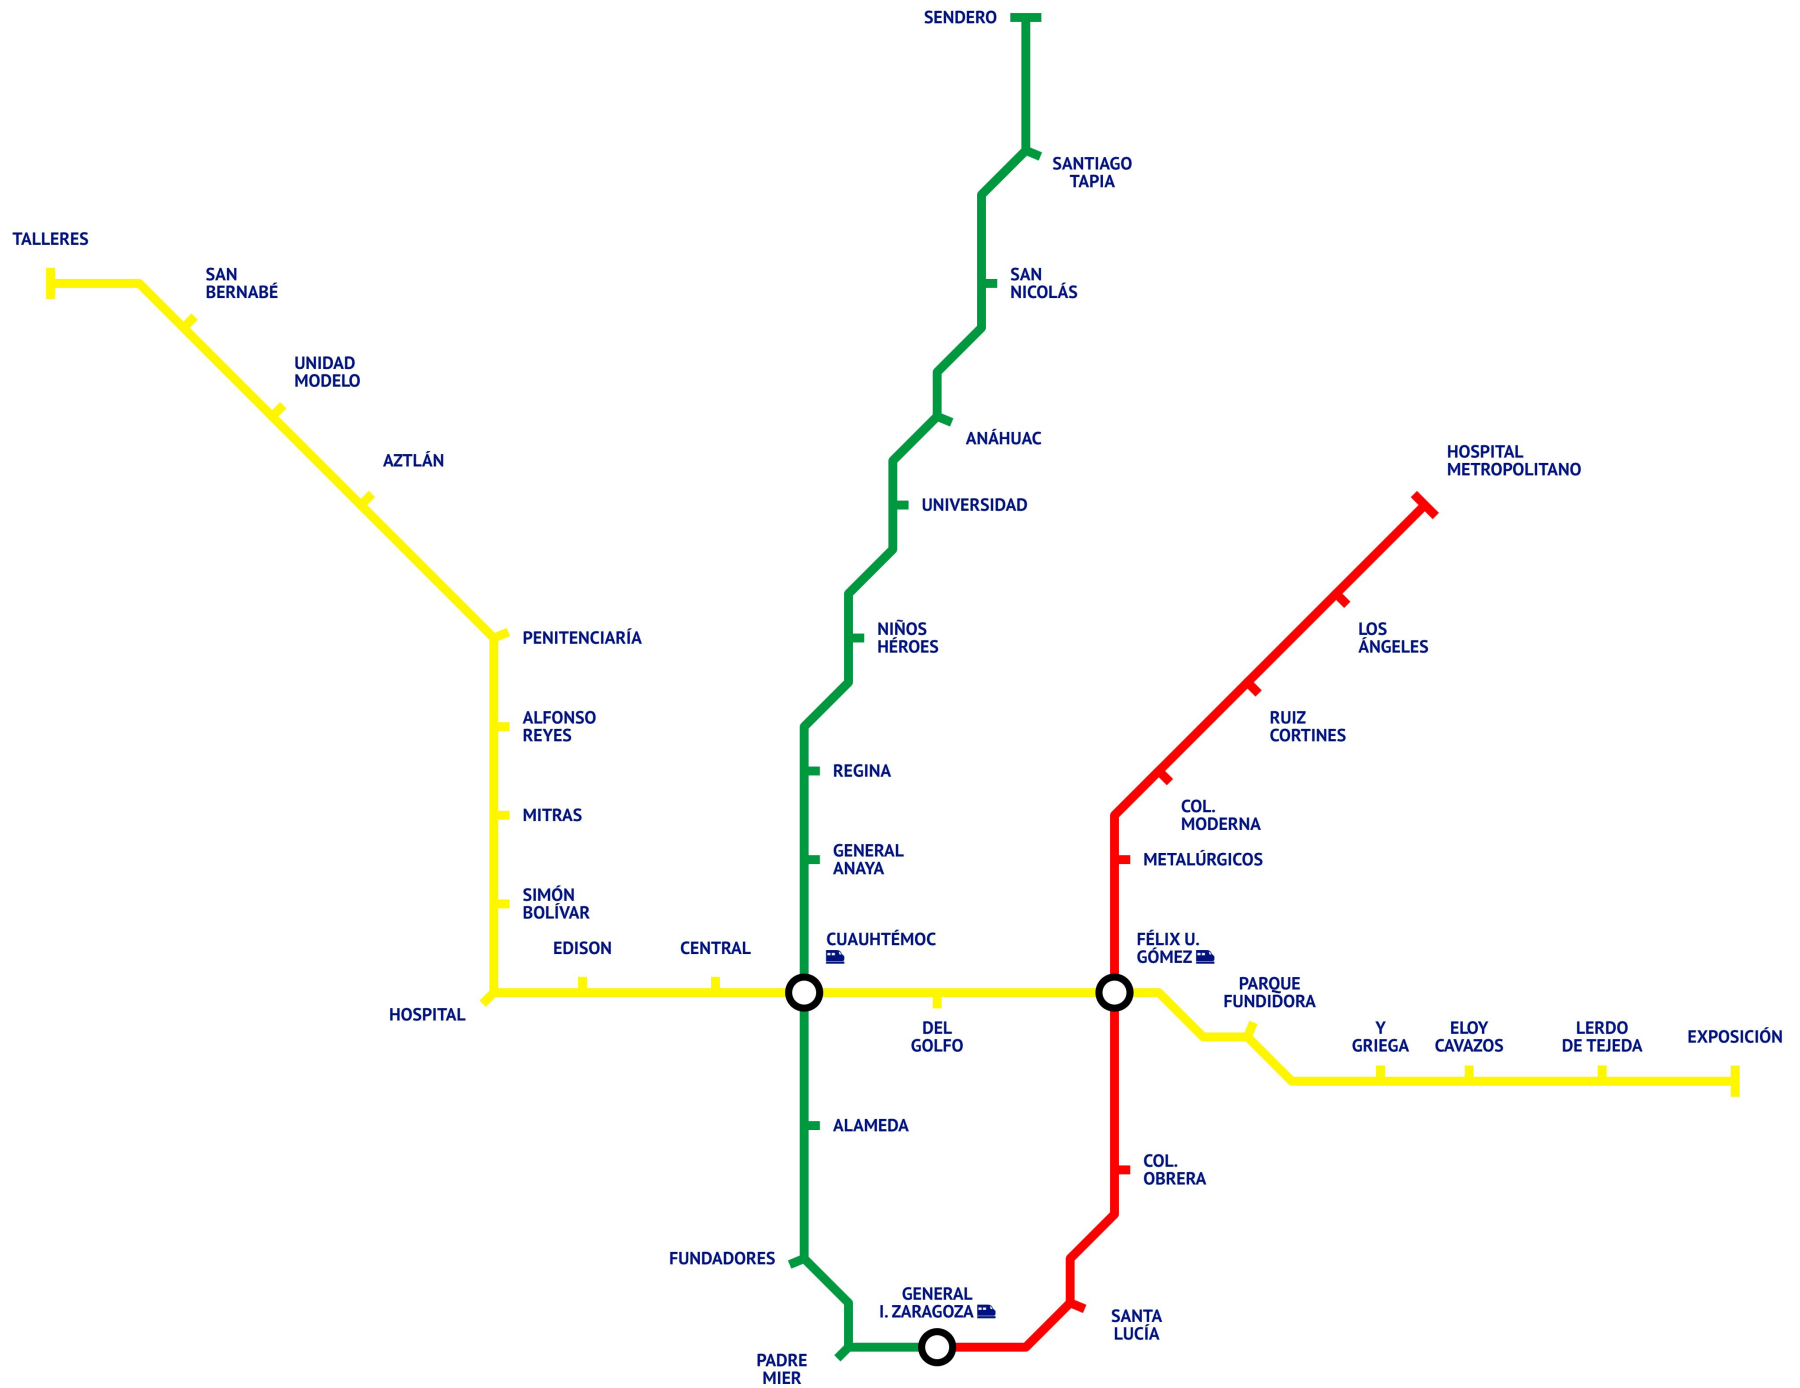 SENDERO
SANTIAGO
TAPIA
TALLERES
SAN
BERNABÉ
SAN
NICOLÁS
UNIDAD
MODELO
ANÁHUAC
AZTLÁN
HOSPITAL
METROPOLITANO
UNIVERSIDAD
PENITENCIARÍA
NIÑOS
HÉROES
LOS
ÁNGELES
ALFONSO
REYES
RUIZ
CORTINES
REGINA
MITRAS
COL.
MODERNA
GENERAL
ANAYA
METALÚRGICOS
SIMÓN
BOLÍVAR
EDISON
CENTRAL
CUAUHTÉMOC
FÉLIX U.
GÓMEZ
HOSPITAL
DEL
GOLFO
PARQUE
FUNDIDORA
Y
GRIEGA
ELOY
CAVAZOS
LERDO
DE TEJEDA
EXPOSICIÓN
ALAMEDA
COL.
OBRERA
FUNDADORES
GENERAL
I. ZARAGOZA
SANTA
LUCÍA
PADRE
MIER